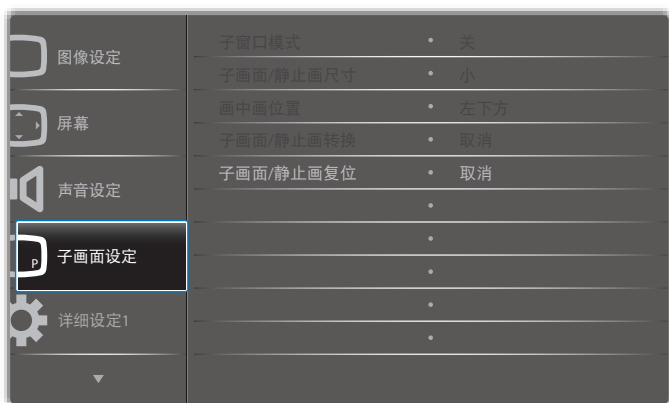 图像设定
屏幕
声音设定
P
子画面设定
详细设定1
子窗口模式 • 关
子画面/静止画尺寸 • 小
画中画位置 • 左下方
子画面/静止画转换 • 取消
子画面/静止画复位 • 取消